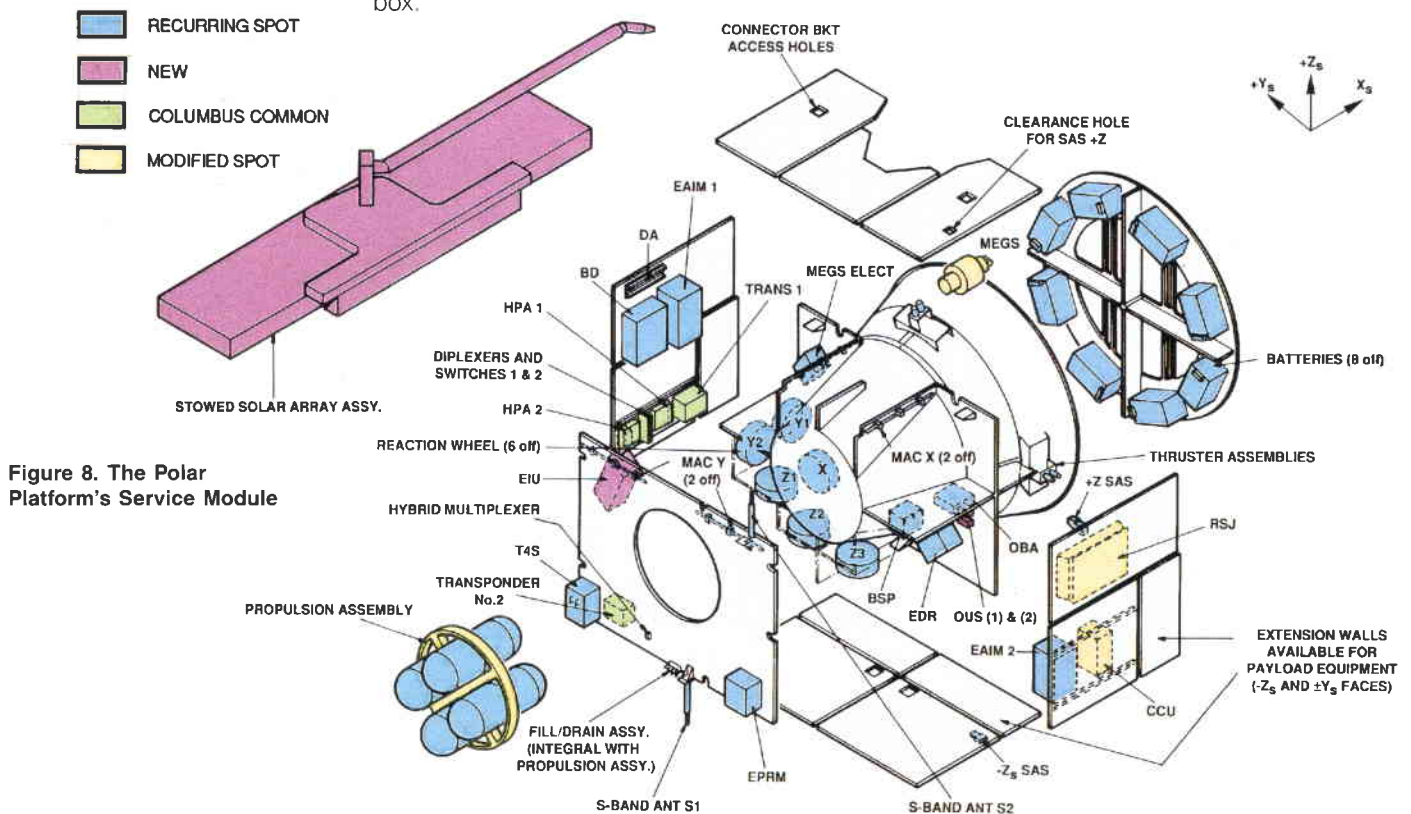 box.
RECURRING SPOT
NEW
COLUMBUS COMMON
MODIFIED SPOT
CONNECTOR BKT
ACCESS HOLES
+Zs
+Ys
Xs
CLEARANCE HOLE
FOR SAS +Z
EAIM 1
DA
BD
MEGS
MEGS ELECT
TRANS 1
HPA 1
DIPLEXERS AND
SWITCHES 1 & 2
BATTERIES (8 off)
STOWED SOLAR ARRAY ASSY.
HPA 2
REACTION WHEEL (6 off)
Y1
Y2
X
Z1
Z2
Z3
Y
MAC Y
(2 off)
MAC X (2 off)
THRUSTER ASSEMBLIES
Figure 8. The Polar
Platform's Service Module
EIU
+Z SAS
HYBRID MULTIPLEXER
RSJ
OBA
T4S
BSP
EDR
OUS (1) & (2)
TRANSPONDER
No.2
PROPULSION ASSEMBLY
EAIM 2
EXTENSION WALLS
AVAILABLE FOR
PAYLOAD EQUIPMENT
(-Zs AND ±Ys FACES)
CCU
FILL/DRAIN ASSY.
(INTEGRAL WITH
PROPULSION ASSY.)
EPRM
-Zs SAS
S-BAND ANT S1
S-BAND ANT S2